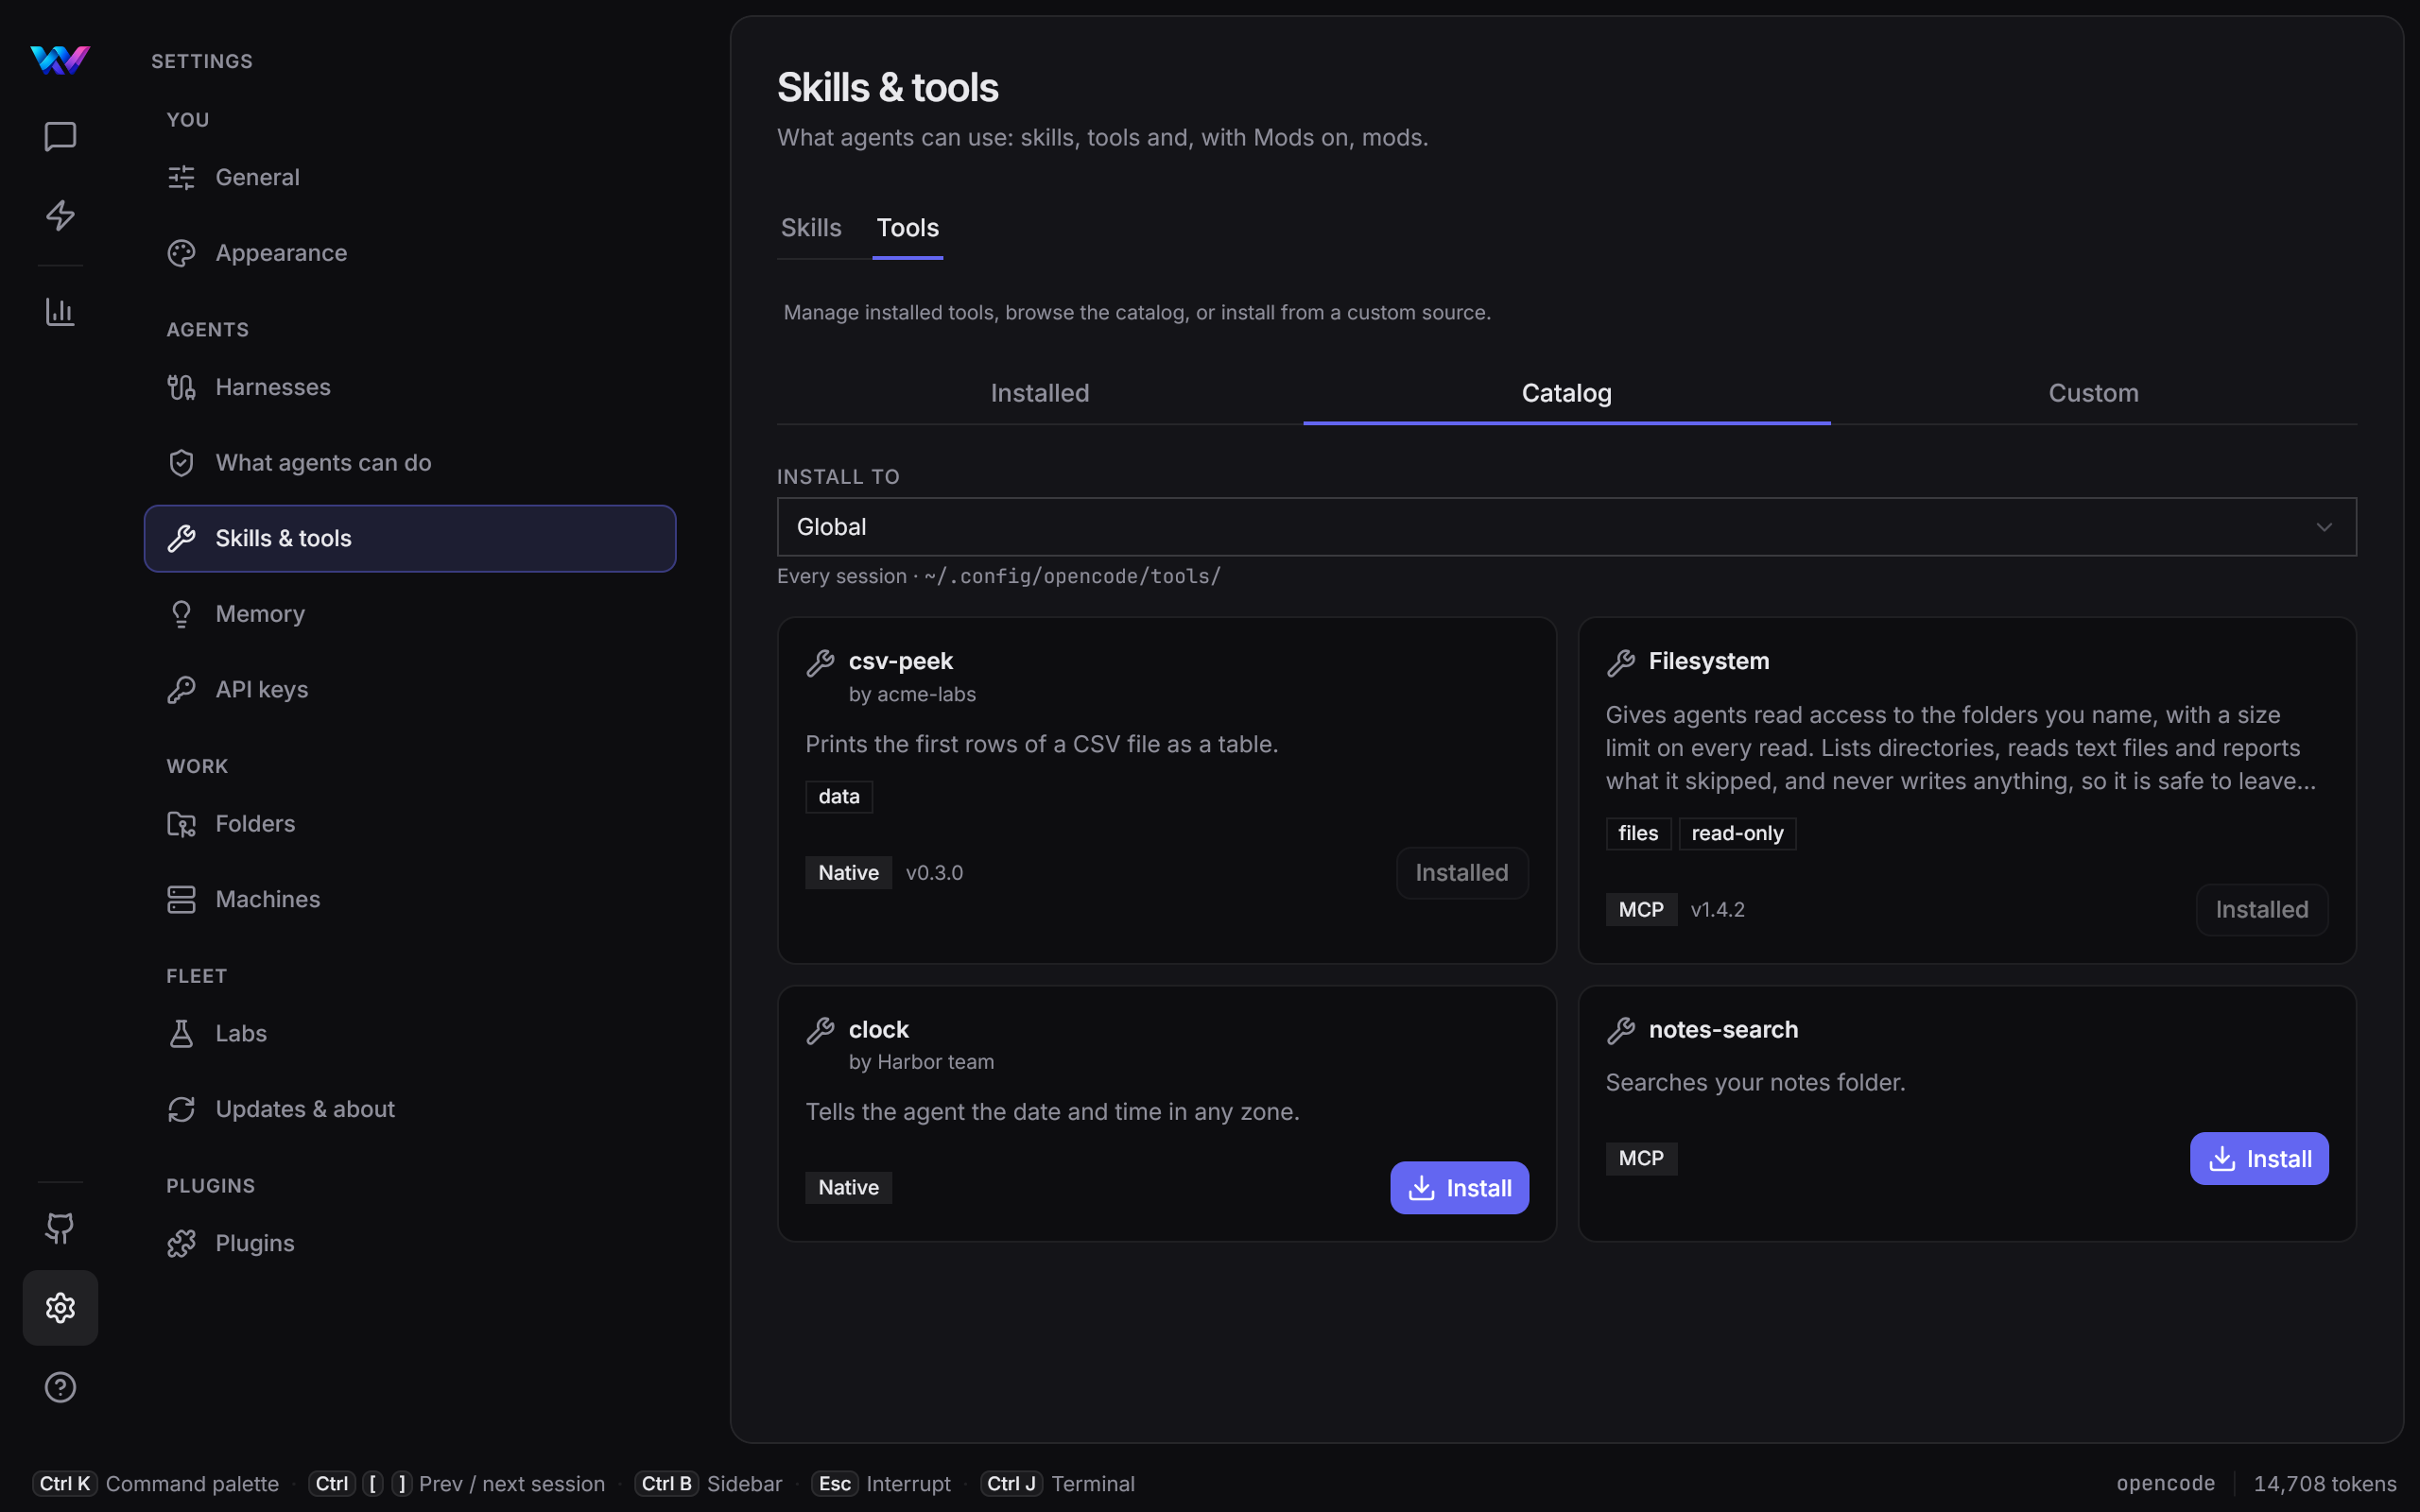 SETTINGS
YOU
General
Appearance
AGENTS
Harnesses
What agents can do
Skills & tools
Memory
API keys
WORK
Folders
Machines
FLEET
Labs
Updates & about
PLUGINS
Plugins
Skills & tools
What agents can use: skills, tools and, with Mods on, mods.
Skills Tools
Manage installed tools, browse the catalog, or install from a custom source.
Installed Catalog Custom
INSTALL TO
Global
Every session · ~/.config/opencode/tools/
csv-peek
by acme-labs
Prints the first rows of a CSV file as a table.
data
Native v0.3.0 Installed
Filesystem
Gives agents read access to the folders you name, with a size
limit on every read. Lists directories, reads text files and reports
what it skipped, and never writes anything, so it is safe to leave...
files read-only
MCP v1.4.2 Installed
clock
by Harbor team
Tells the agent the date and time in any zone.
Native Install
notes-search
Searches your notes folder.
MCP Install
Ctrl K Command palette · Ctrl [ ] Prev / next session · Ctrl B Sidebar · Esc Interrupt · Ctrl J Terminal
opencode 14,708 tokens